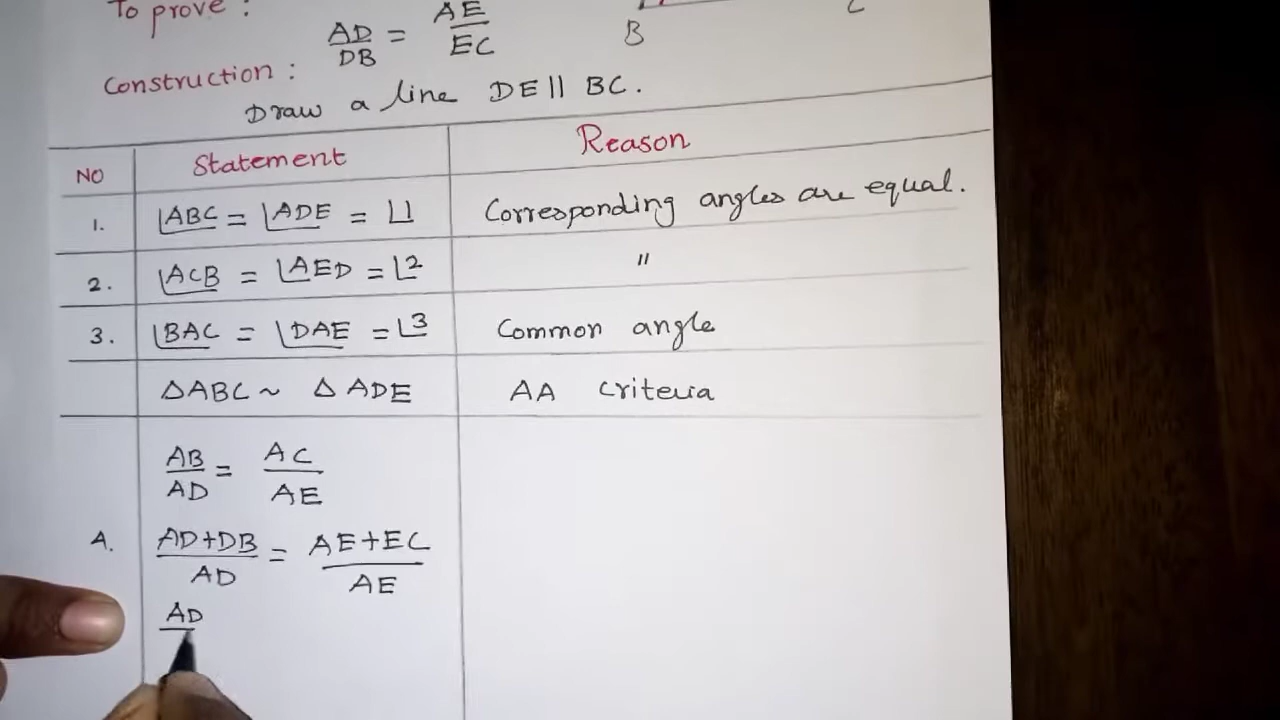 To prove :
AD/DB = AE/EC
B
C
Construction :
Draw a line DE || BC.
NO Statement Reason
1. ∠ABC = ∠ADE = ∠1 Corresponding angles are equal.
2. ∠ACB = ∠AED = ∠2 "
3. ∠BAC = ∠DAE = ∠3 Common angle
△ABC ~ △ADE AA criteria
AB/AD = AC/AE
4. AD+DB/AD = AE+EC/AE
AD